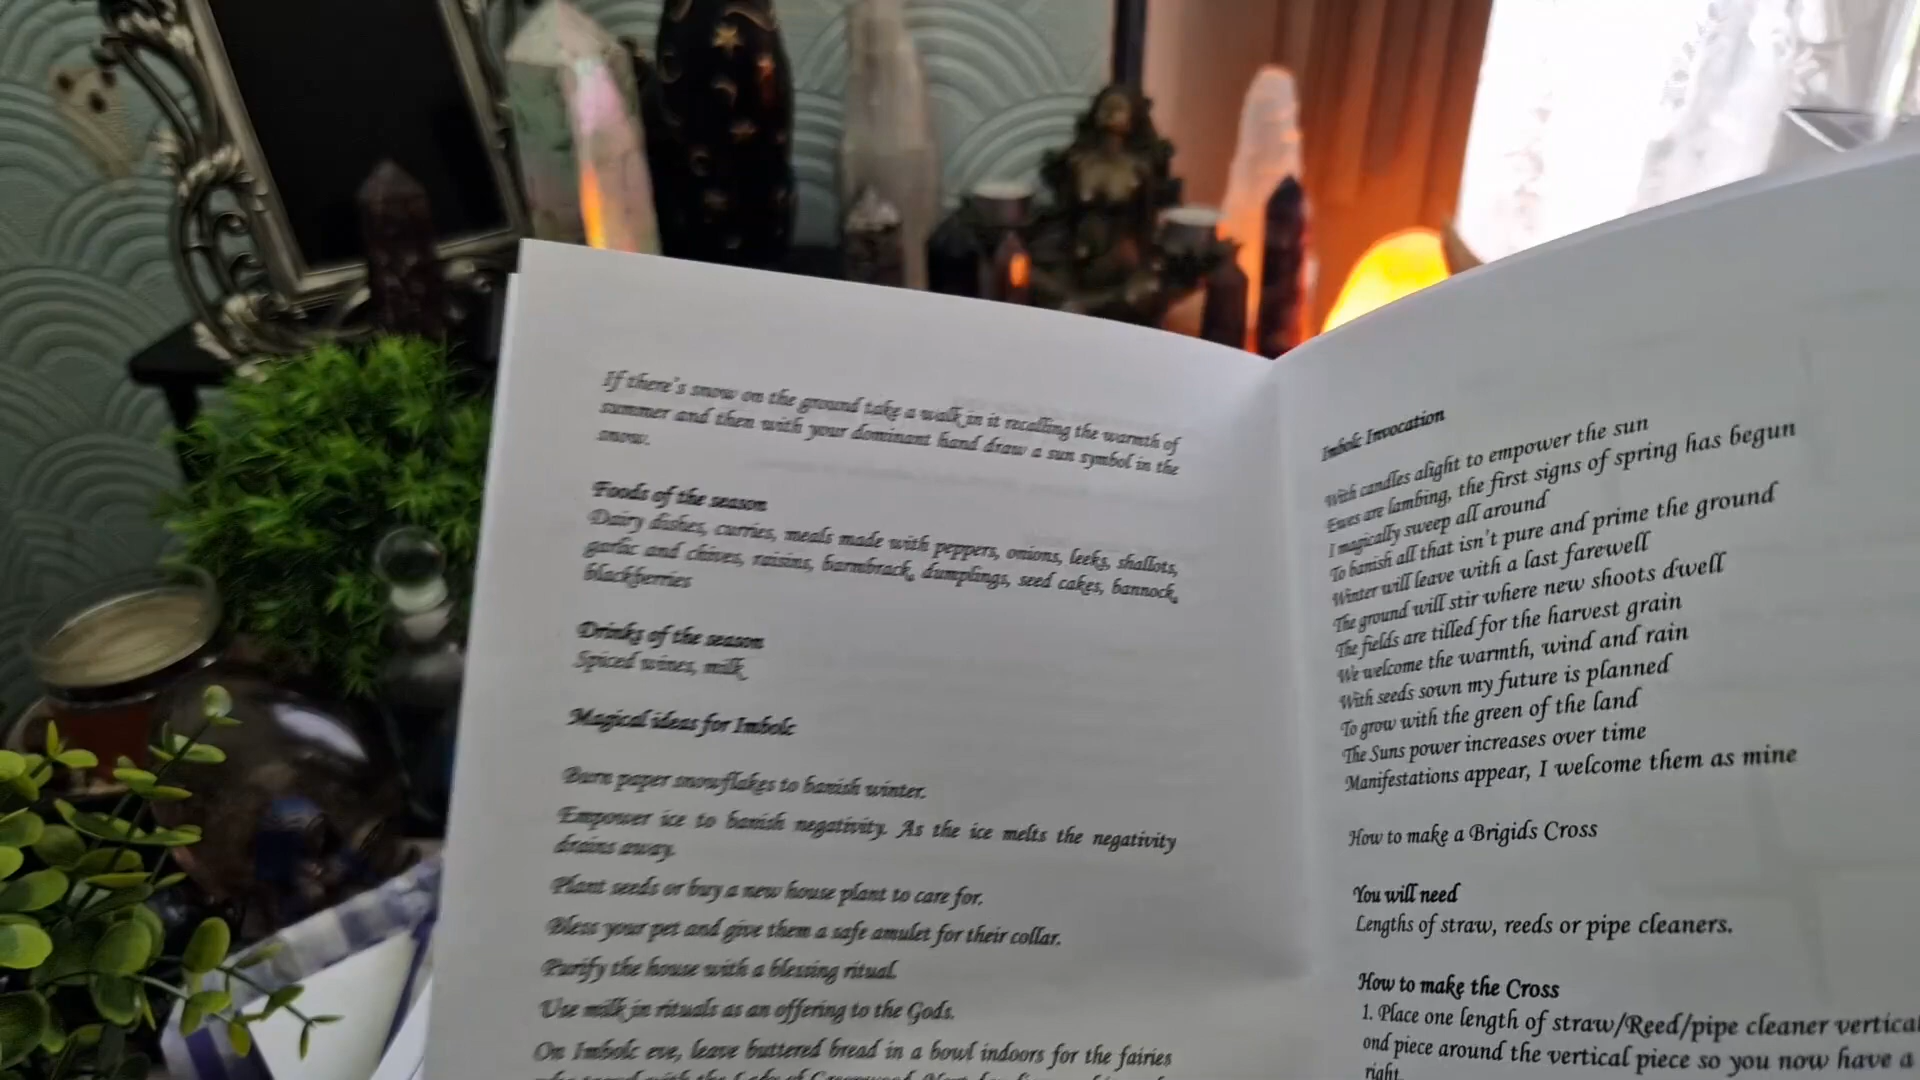 If there's snow on the ground take a walk in it recalling the warmth of
summer and then with your dominant hand draw a sun symbol in the
snow.
Foods of the season
Dairy dishes, curries, meals made with peppers, onions, leeks, shallots,
garlic and chives, raisins, barmbrack, dumplings, seed cakes, bannock,
blackberries
Drinks of the season
Spiced wines, milk
Magical ideas for Imbolc
Burn paper snowflakes to banish winter.
Empower ice to banish negativity. As the ice melts the negativity
drains away.
Plant seeds or buy a new house plant to care for.
Bless your pet and give them a safe amulet for their collar.
Purify the house with a blessing ritual.
Use milk in rituals as an offering to the Gods.
On Imbolc eve, leave buttered bread in a bowl indoors for the fairies
Imbolc Invocation
With candles alight to empower the sun
Ewes are lambing, the first signs of spring has begun
I magically sweep all around
To banish all that isn't pure and prime the ground
Winter will leave with a last farewell
The ground will stir where new shoots dwell
The fields are tilled for the harvest grain
We welcome the warmth, wind and rain
With seeds sown my future is planned
To grow with the green of the land
The Suns power increases over time
Manifestations appear, I welcome them as mine
How to make a Brigids Cross
You will need
Lengths of straw, reeds or pipe cleaners.
How to make the Cross
1. Place one length of straw/Reed/pipe cleaner vertical
ond piece around the vertical piece so you now have a
right